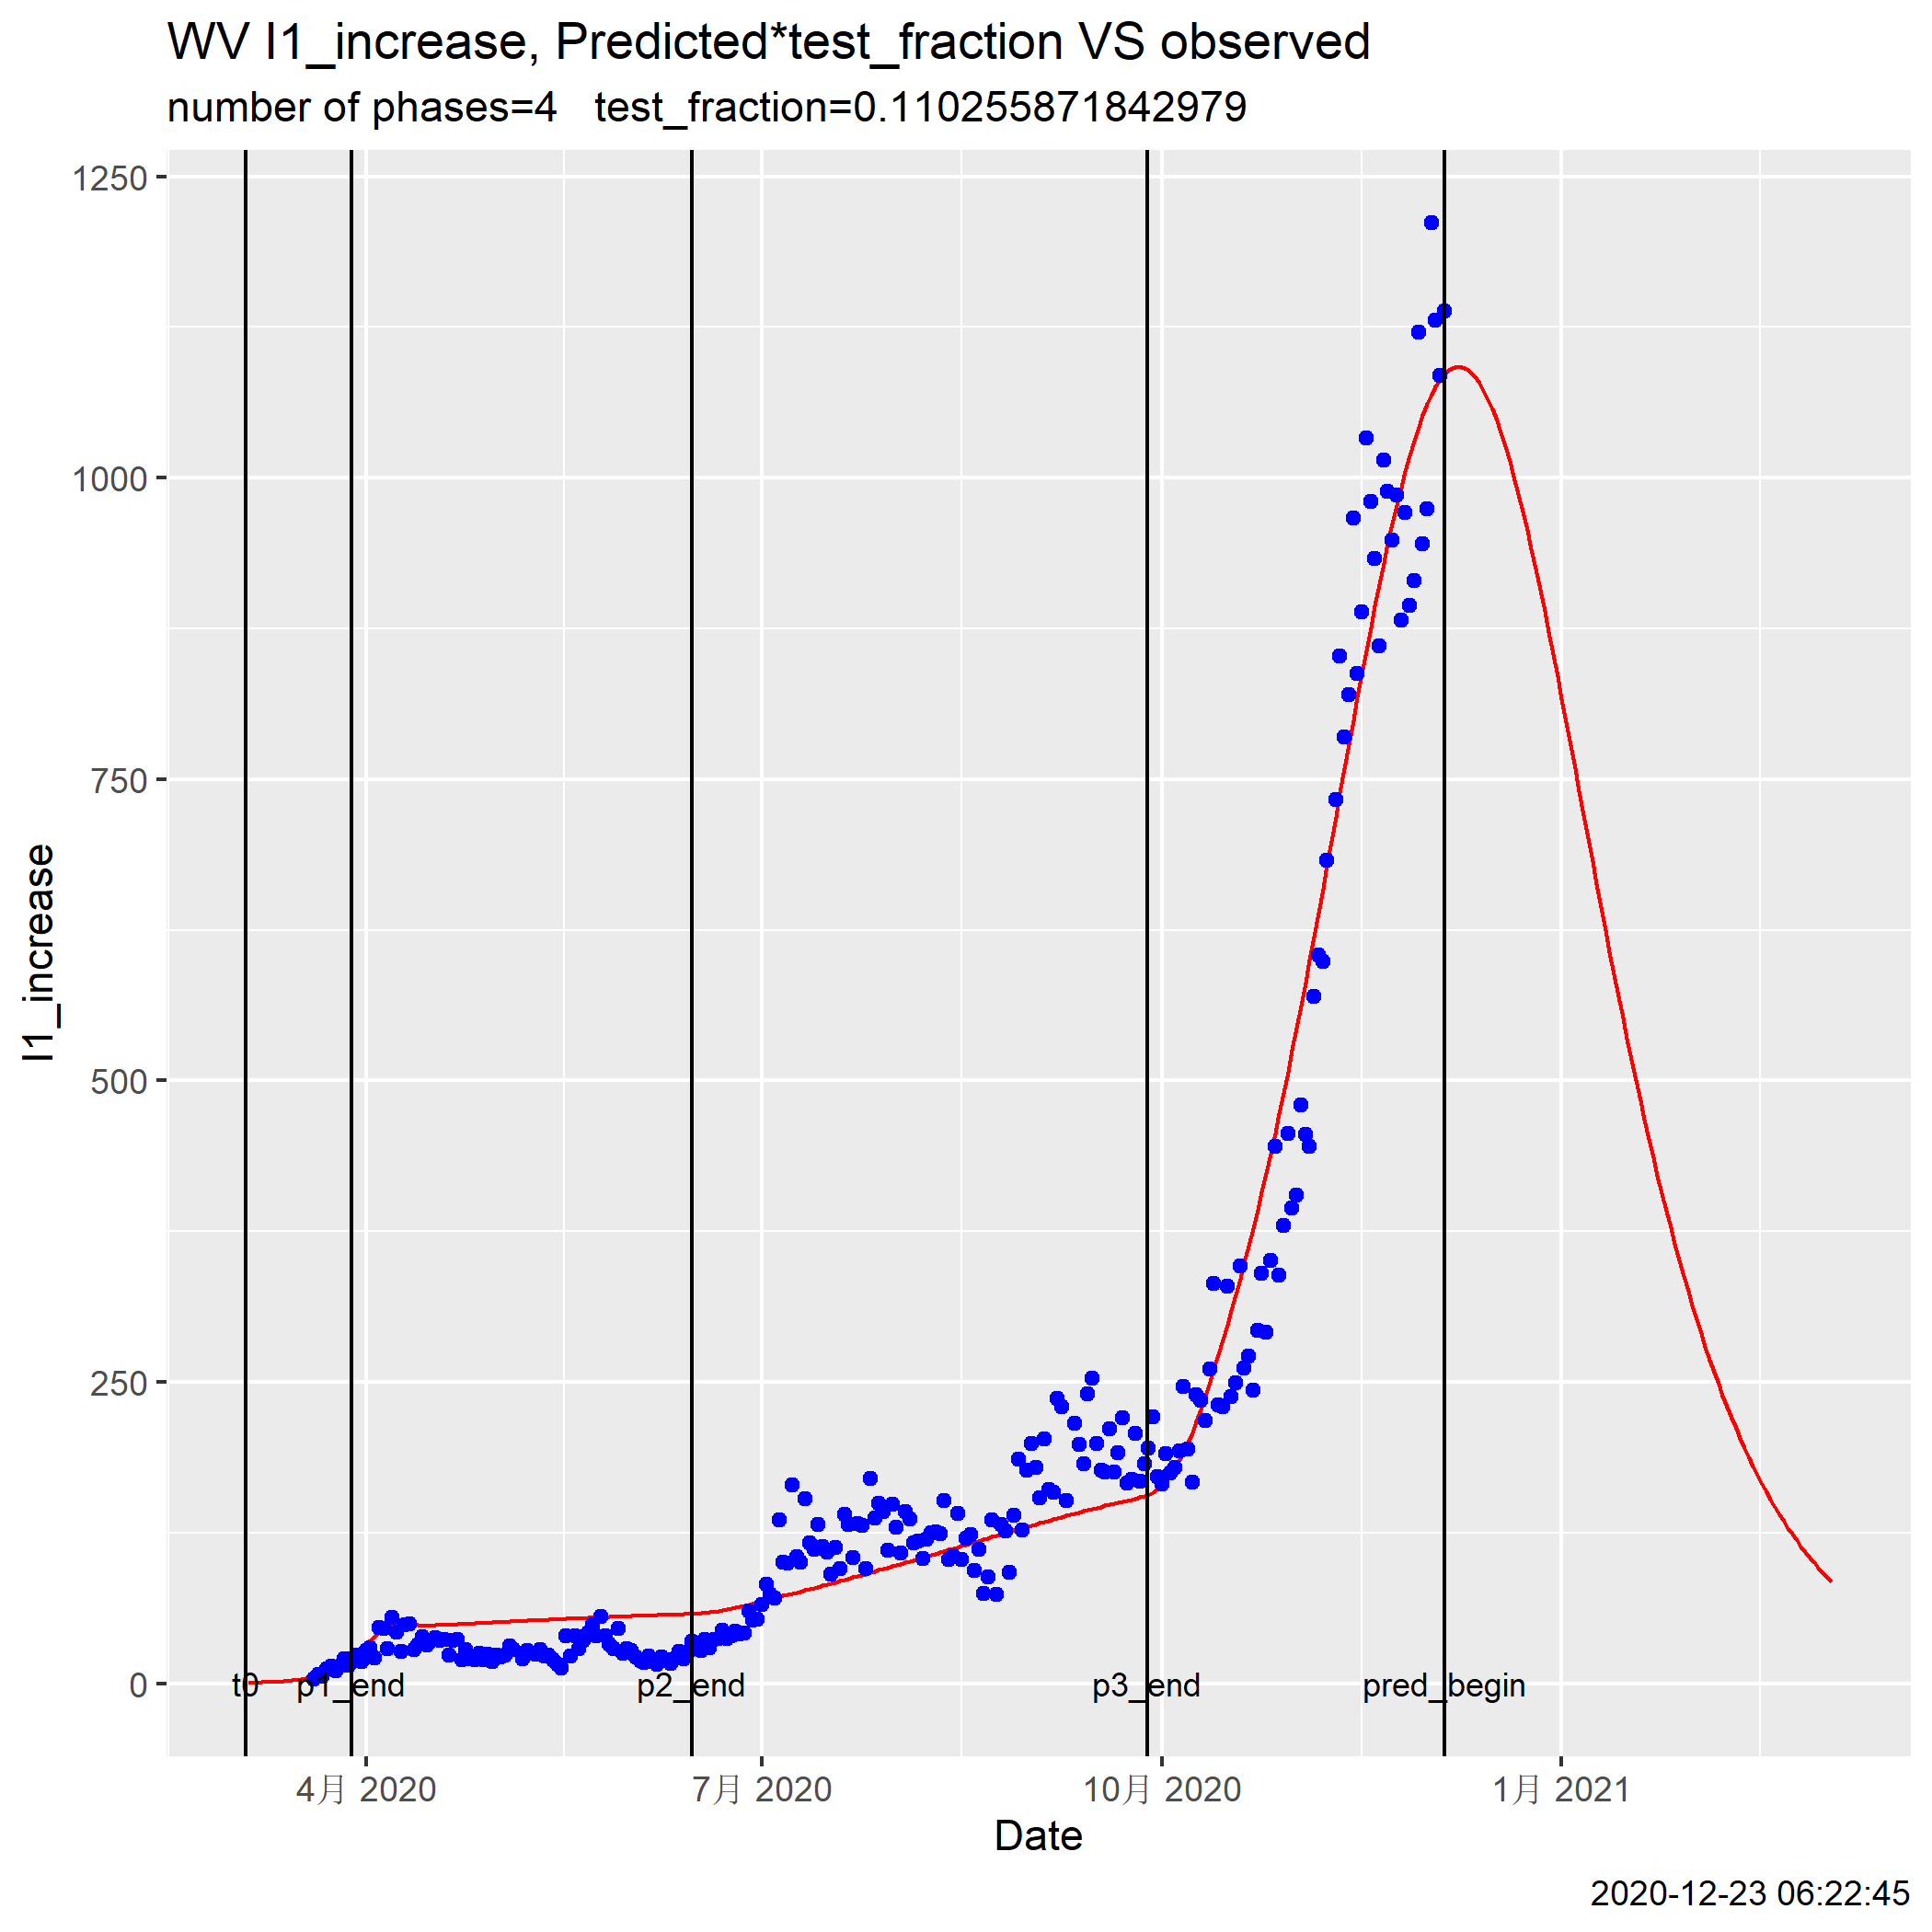 WV I1_increase, Predicted*test_fraction VS observed
number of phases=4   test_fraction=0.110255871842979
1250
1000
750
500
250
0
I1_increase
t0 p1_end p2_end p3_end pred_begin
4月 2020 7月 2020 10月 2020 1月 2021
Date
2020-12-23 06:22:45